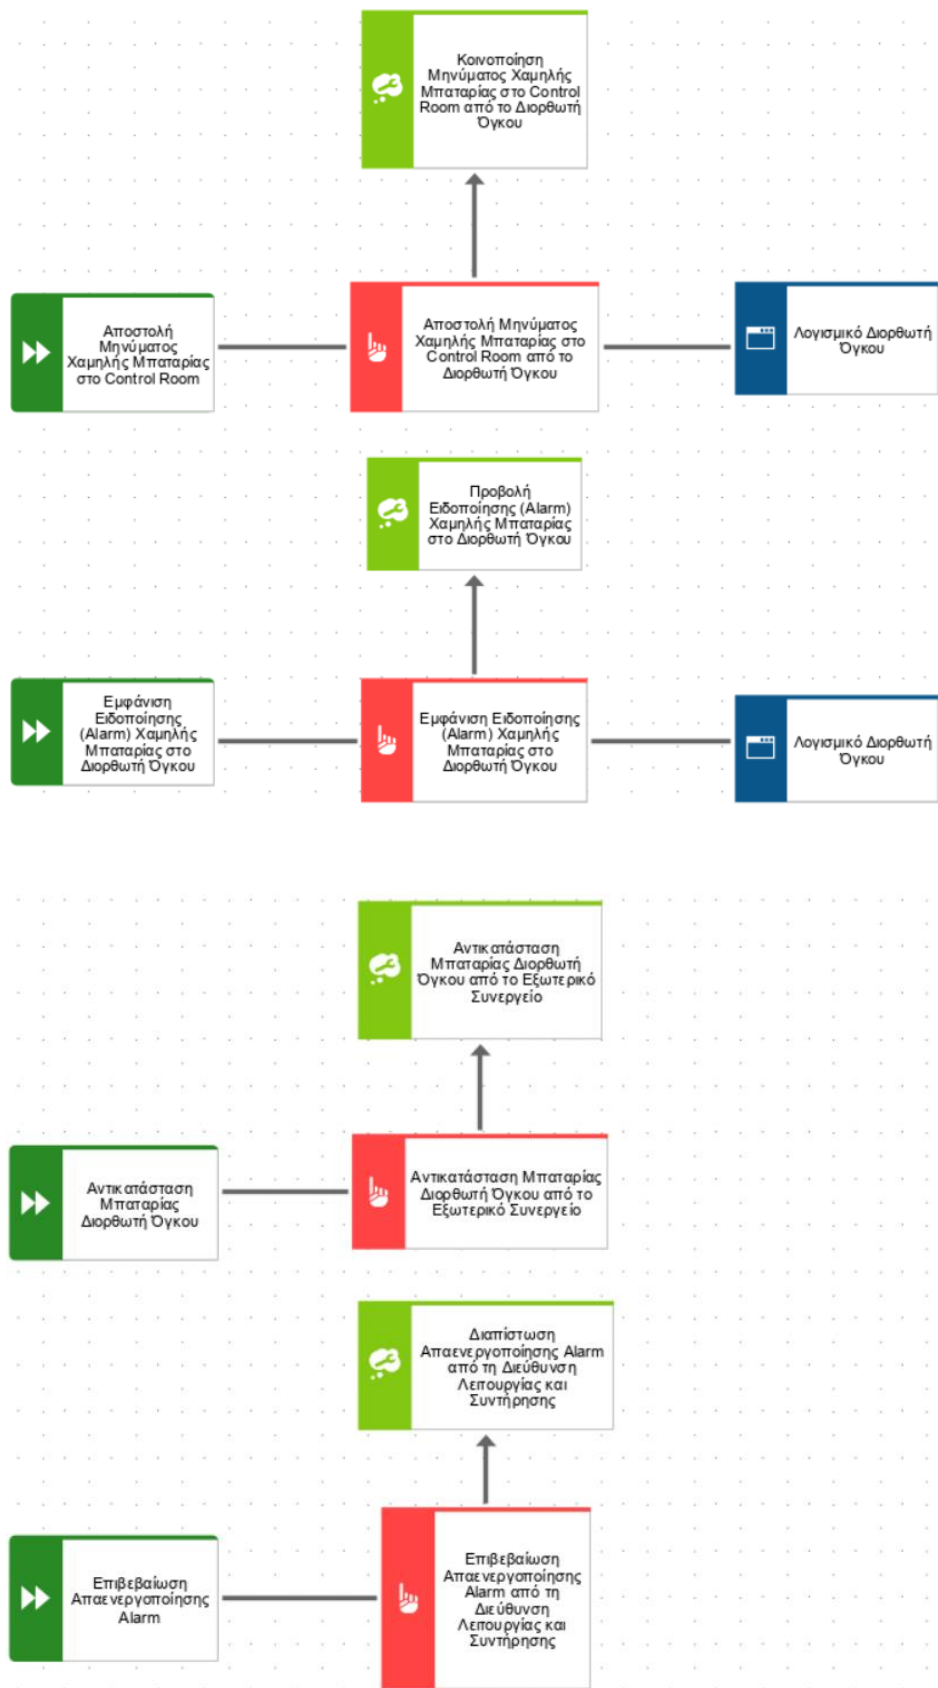 Κοινοποίηση
Μηνύματος Χαμηλής
Μπαταρίας στο Control
Room από το Διορθωτή
Όγκου
Αποστολή
Μηνύματος
Χαμηλής Μπαταρίας
στο Control Room
Αποστολή Μηνύματος
Χαμηλής Μπαταρίας στο
Control Room από το
Διορθωτή Όγκου
Λογισμικό Διορθωτή
Όγκου
Προβολή
Ειδοποίησης (Alarm)
Χαμηλής Μπαταρίας
στο Διορθωτή Όγκου
Εμφάνιση
Ειδοποίησης
(Alarm) Χαμηλής
Μπαταρίας στο
Διορθωτή Όγκου
Εμφάνιση Ειδοποίησης
(Alarm) Χαμηλής
Μπαταρίας στο
Διορθωτή Όγκου
Λογισμικό Διορθωτή
Όγκου
Αντικατάσταση
Μπαταρίας Διορθωτή
Όγκου από το Εξωτερικό
Συνεργείο
Αντικατάσταση
Μπαταρίας
Διορθωτή Όγκου
Αντικατάσταση Μπαταρίας
Διορθωτή Όγκου από το
Εξωτερικό Συνεργείο
Διαπίστωση
Απαενεργοποίησης Alarm
από τη Διεύθυνση
Λειτουργίας και
Συντήρησης
Επιβεβαίωση
Απαενεργοποίησης
Alarm
Επιβεβαίωση
Απαενεργοποίησης
Alarm από τη
Διεύθυνση
Λειτουργίας και
Συντήρησης